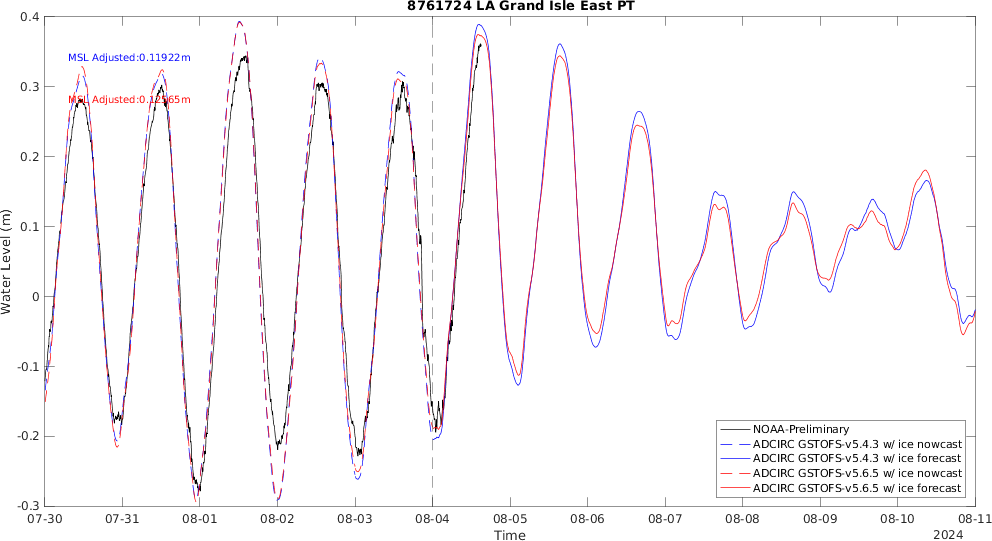 8761724 LA Grand Isle East PT
MSL Adjusted:0.11922m
MSL Adjusted:0.12565m
Water Level (m)
0.4
0.3
0.2
0.1
0
-0.1
-0.2
-0.3
NOAA-Preliminary
ADCIRC GSTOFS-v5.4.3 w/ ice nowcast
ADCIRC GSTOFS-v5.4.3 w/ ice forecast
ADCIRC GSTOFS-v5.6.5 w/ ice nowcast
ADCIRC GSTOFS-v5.6.5 w/ ice forecast
07-30 07-31 08-01 08-02 08-03 08-04 08-05 08-06 08-07 08-08 08-09 08-10 08-11
Time
2024